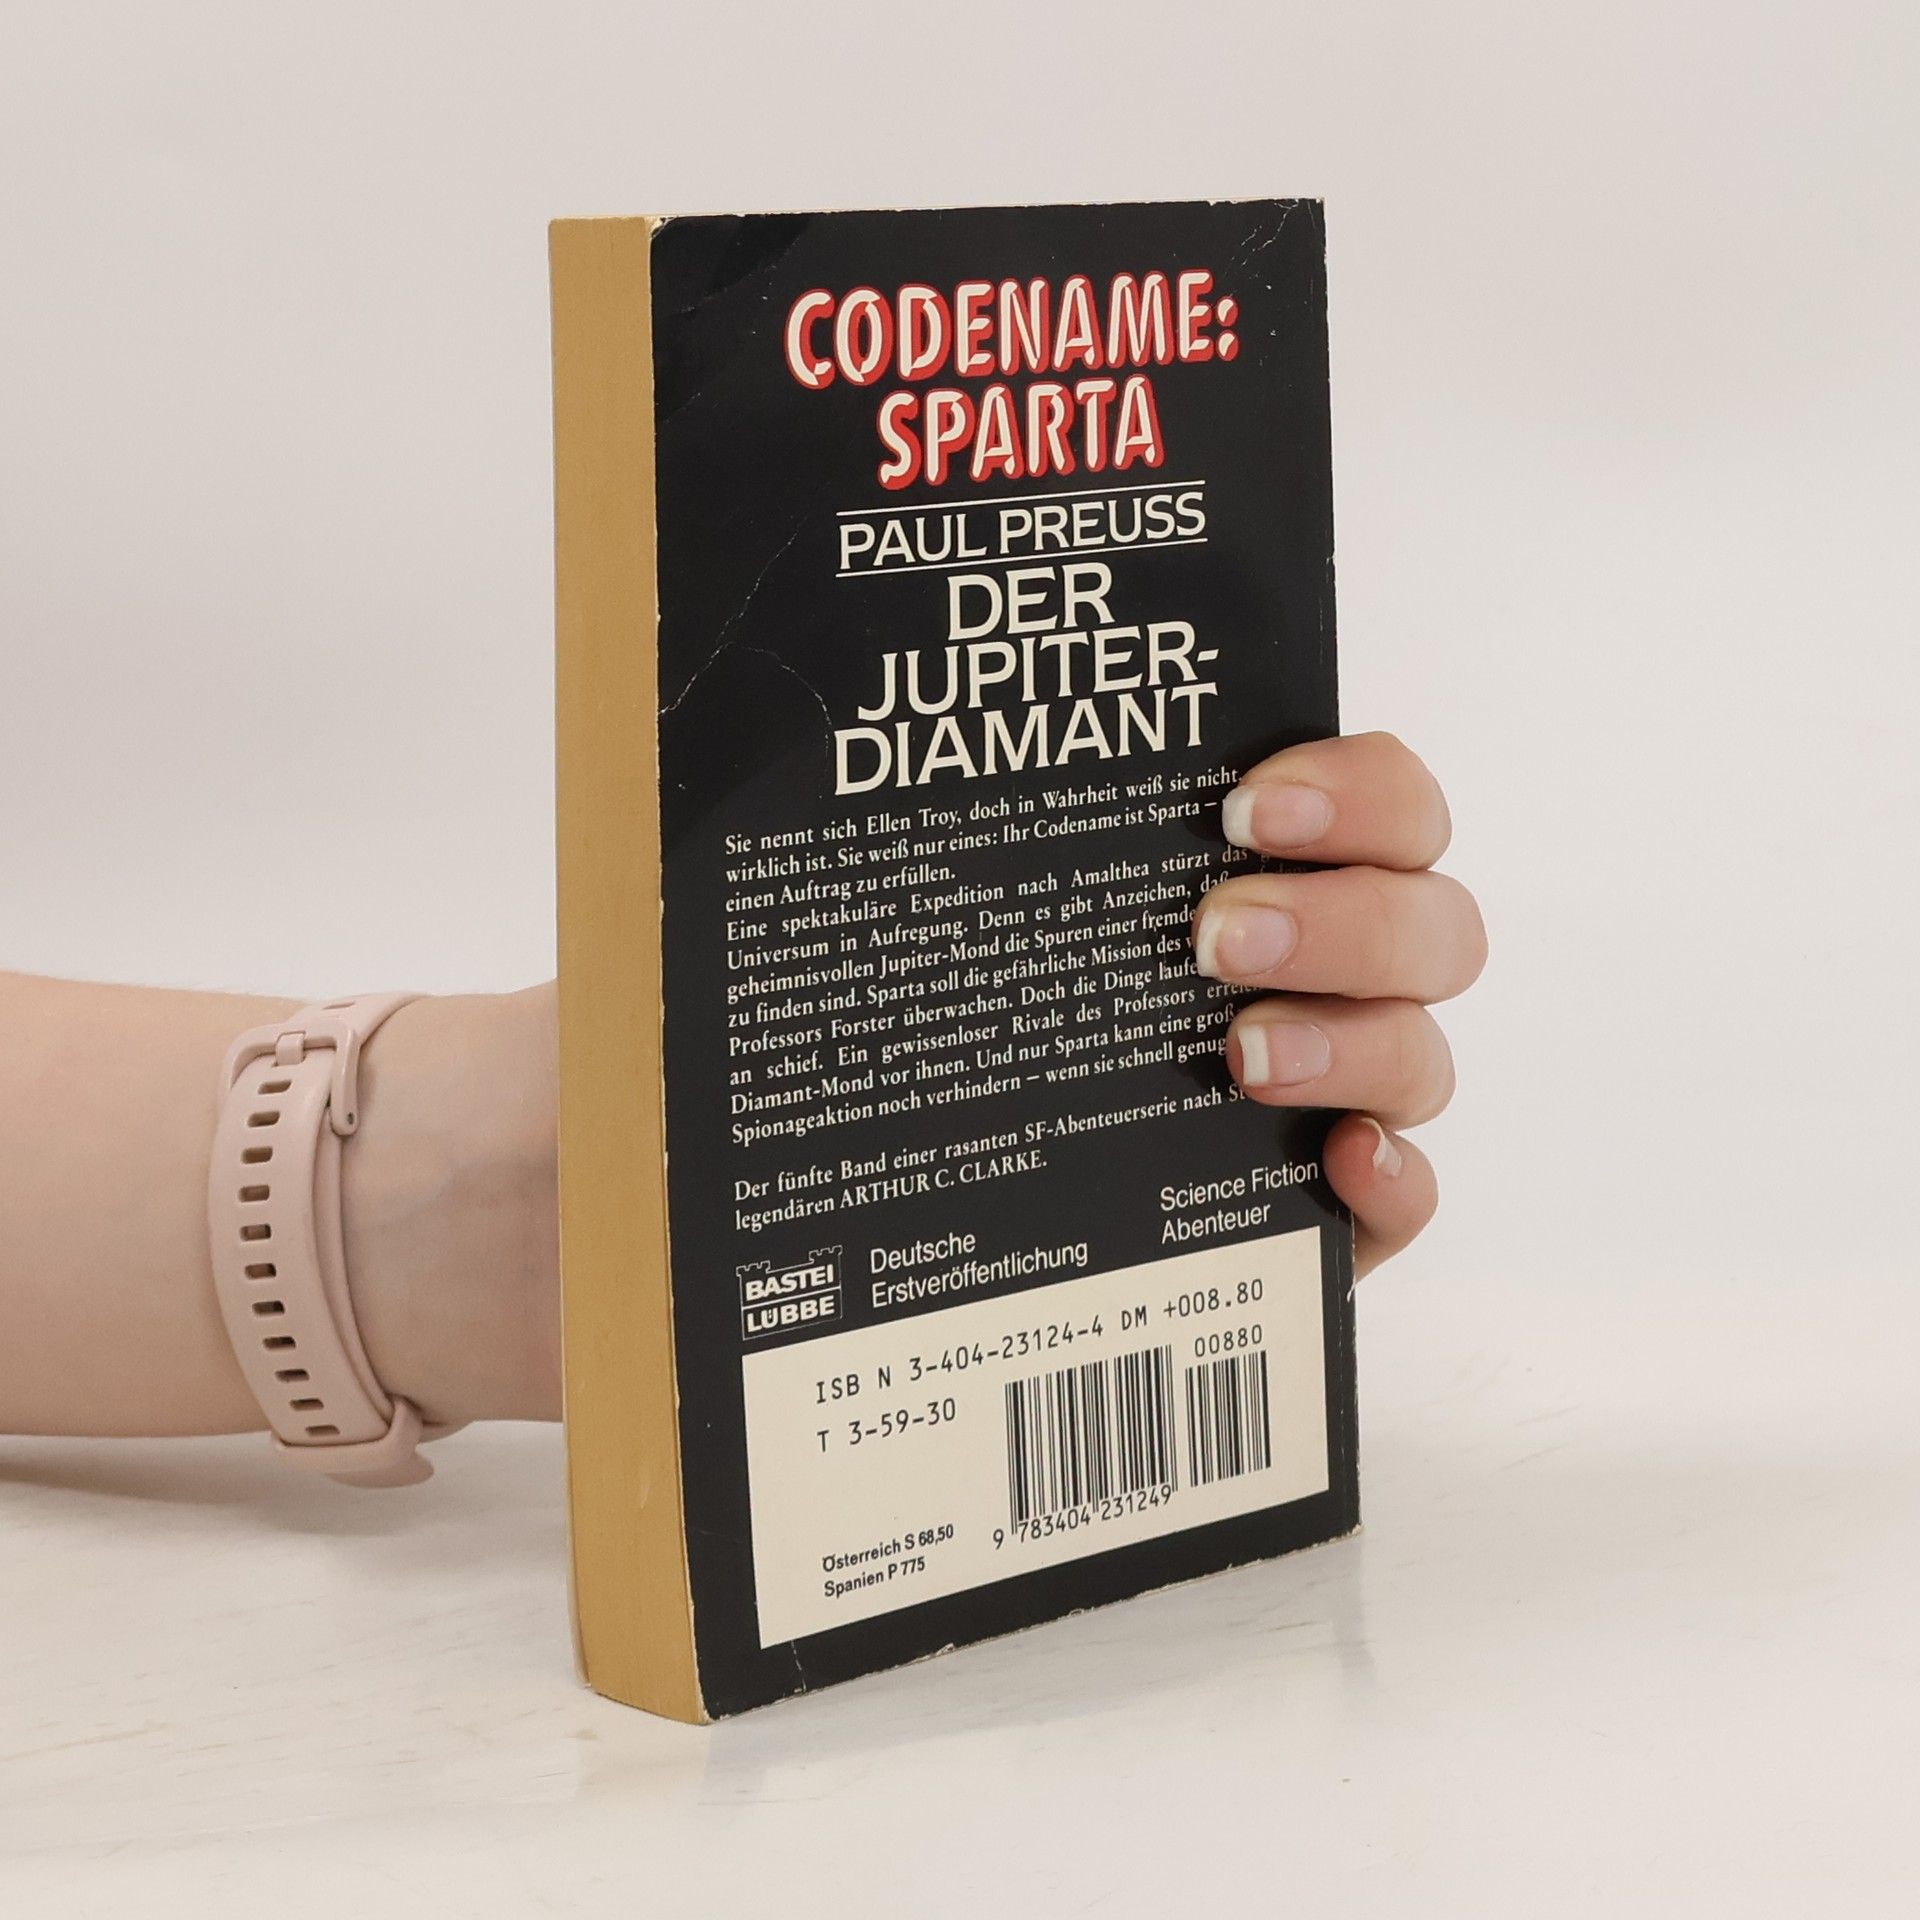 CODENAME:
SPARTA
PAUL PREUSS
DER
JUPITER-
DIAMANT
Sie nennt sich Ellen Troy, doch in Wahrheit weiß sie nicht,
wirklich ist. Sie weiß nur eines: Ihr Codename ist Sparta –
einen Auftrag zu erfüllen.
Eine spektakuläre Expedition nach Amalthea stürzt das
Universum in Aufregung. Denn es gibt Anzeichen, daß
geheimnisvollen Jupiter-Mond die Spuren einer
zu finden sind. Sparta soll die gefährliche Mission des
Professors Forster überwachen. Doch die Dinge
an schief. Ein gewissenloser Rivale des Professors
Diamant-Mond vor ihnen. Und nur Sparta kann eine
Spionageaktion noch verhindern – wenn sie schnell genug
Der fünfte Band einer rasanten SF-Abenteuerserie nach
legendären ARTHUR C. CLARKE.
BASTEI
LÜBBE
Deutsche
Erstveröffentlichung
Science Fiction
Abenteuer
ISB N 3-404-23124-4 DM +008.80
T 3-59-30
00880
9 783404 231249
Österreich S 68,50
Spanien P 775